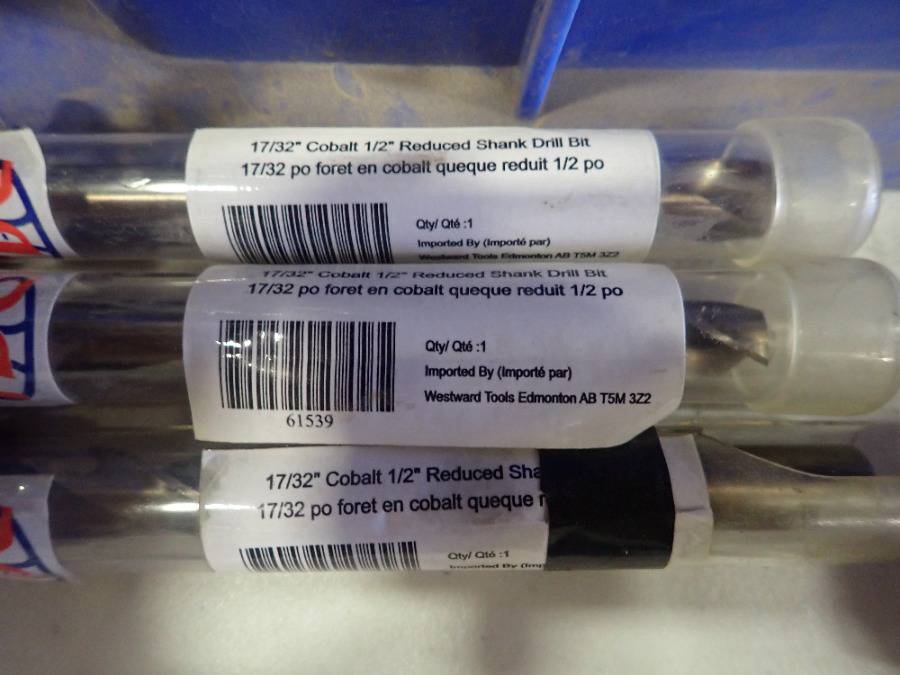 17/32" Cobalt 1/2" Reduced Shank Drill Bit
17/32 po foret en cobalt queque reduit 1/2 po
Qty/ Qté :1
Imported By (Importé par)
Westward Tools Edmonton AB T5M 3Z2
17/32" Cobalt 1/2" Reduced Shank Drill Bit
17/32 po foret en cobalt queque reduit 1/2 po
Qty/ Qté :1
Imported By (Importé par)
Westward Tools Edmonton AB T5M 3Z2
61539
17/32" Cobalt 1/2" Reduced Sha
17/32 po foret en cobalt queque r
Qty/ Qté :1
Imported By (Imp